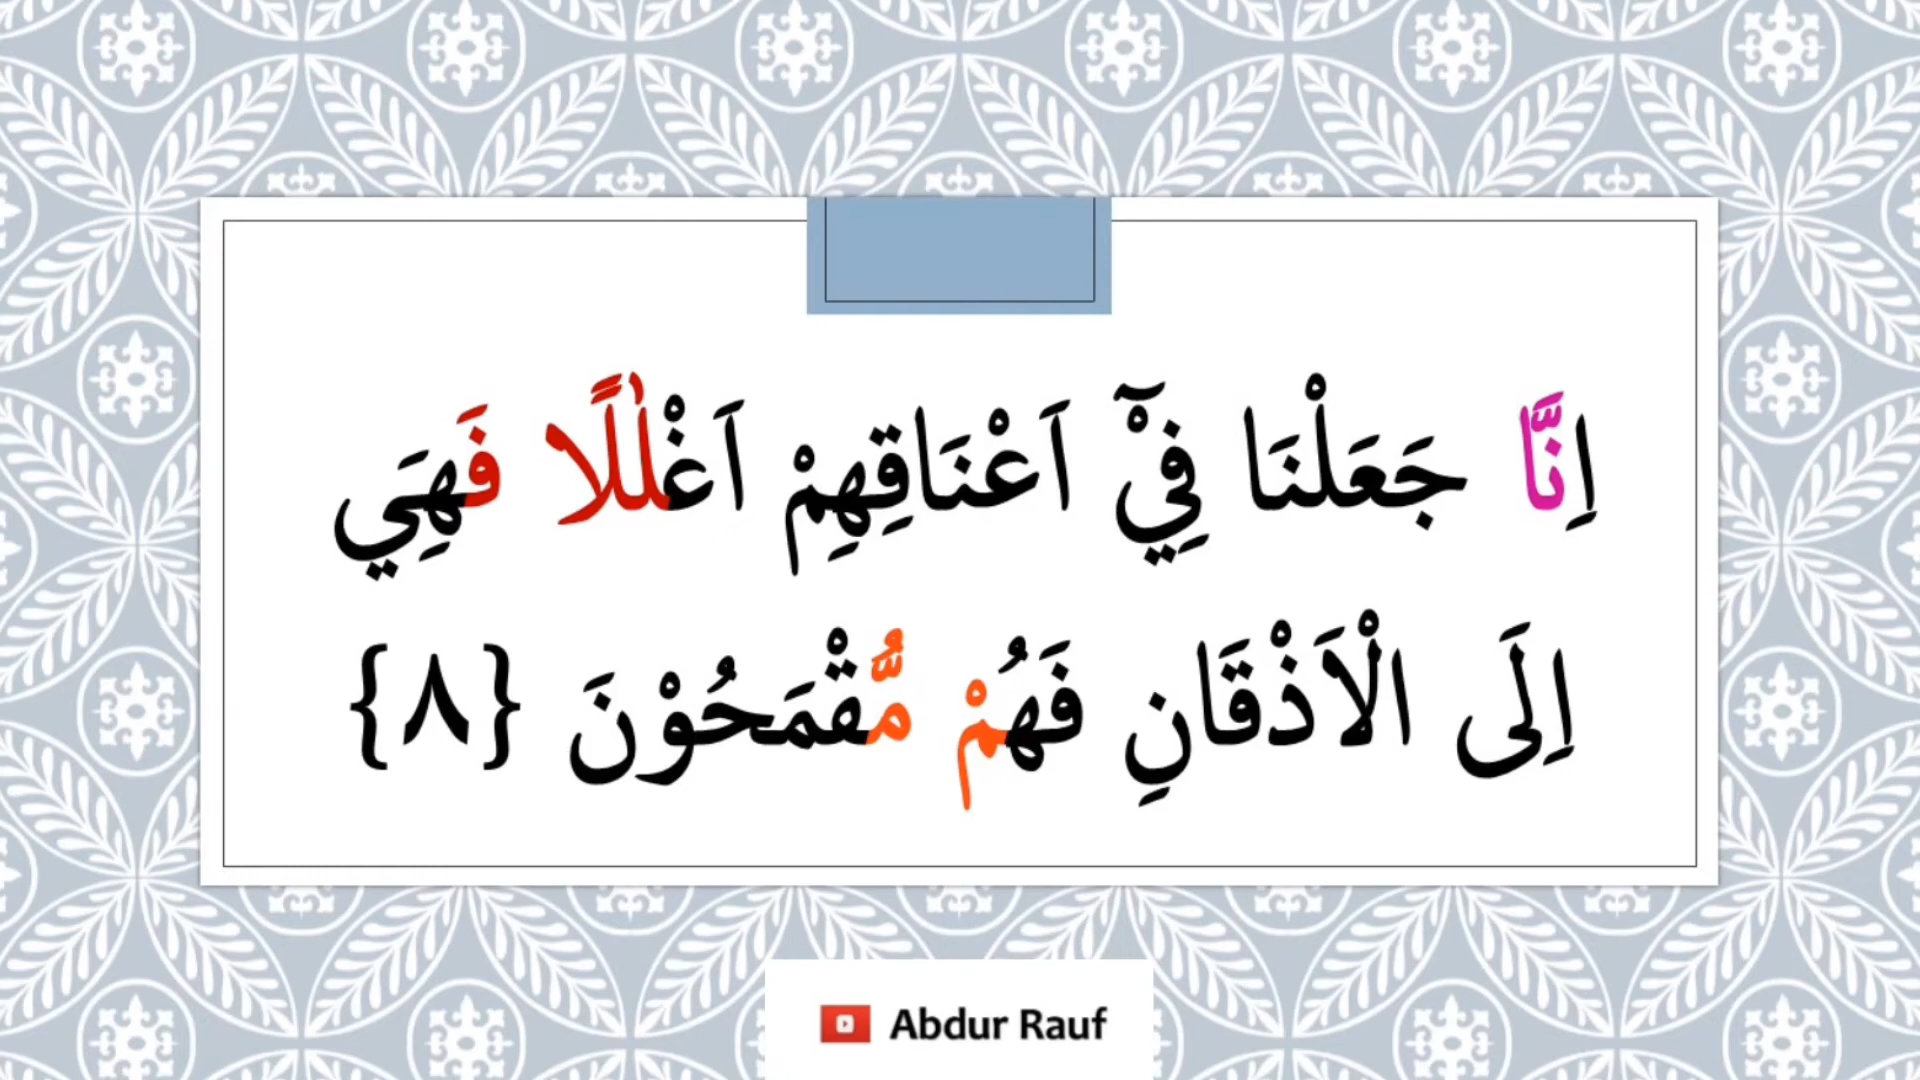 اِنَّا جَعَلْنَا فِيْٓ اَعْنَاقِهِمْ اَغْلٰلًا فَهِيَ
اِلَى الْاَذْقَانِ فَهُمْ مُّقْمَحُوْنَ {٨}
Abdur Rauf